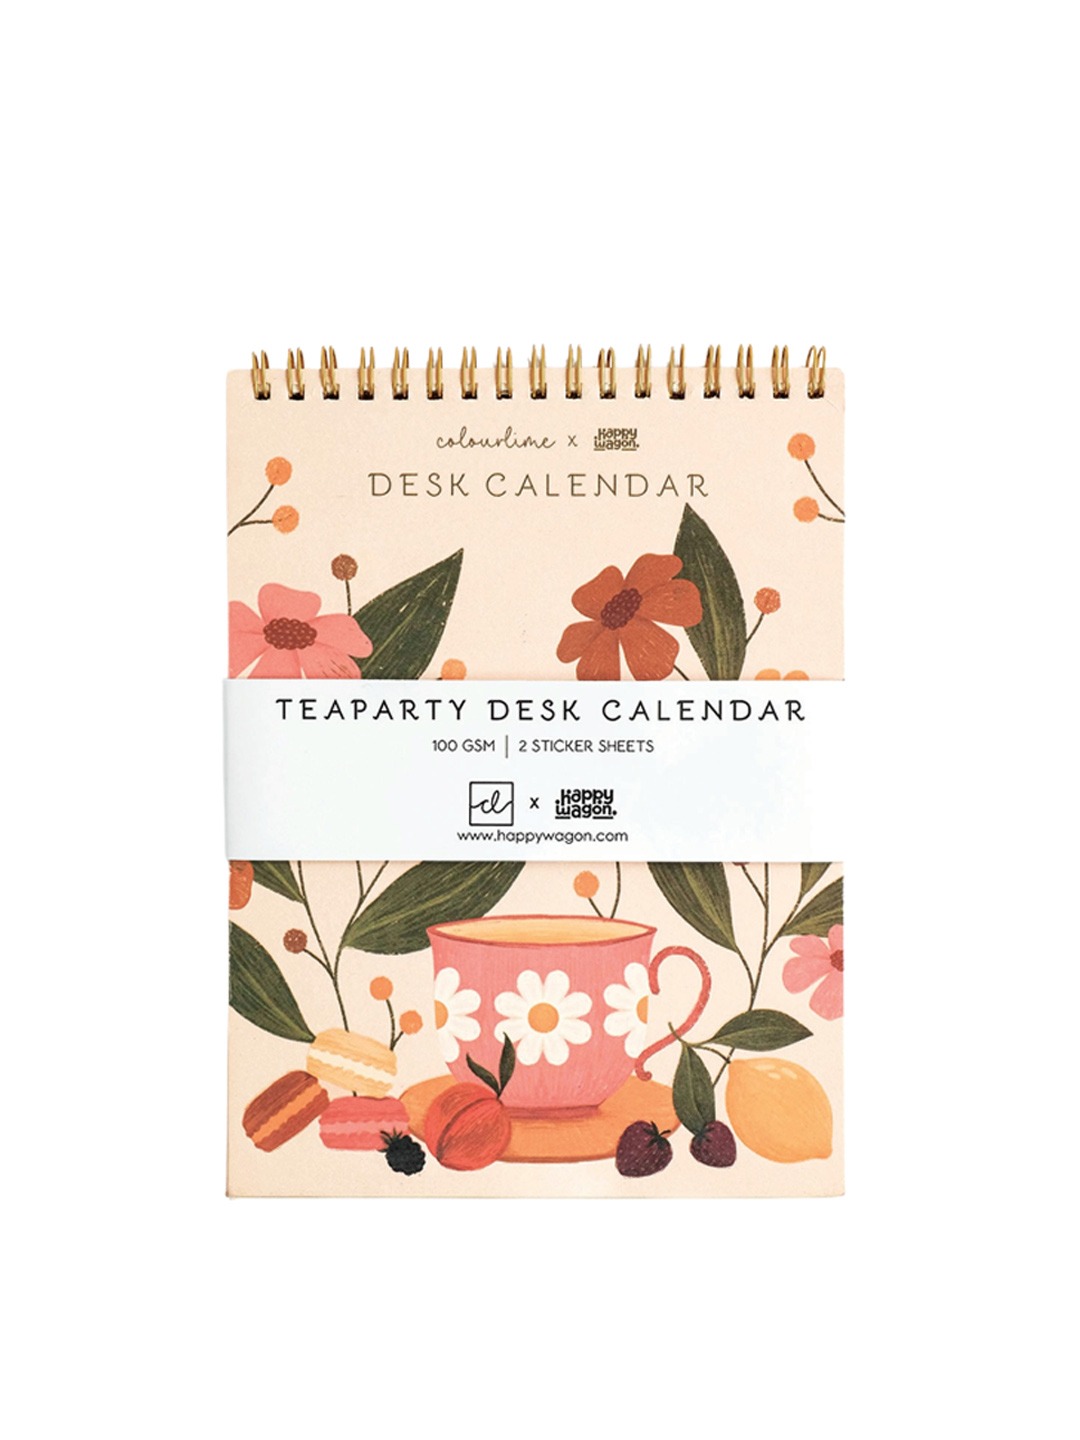 colourlime x happy wagon.
DESK CALENDAR
TEAPARTY DESK CALENDAR
100 GSM | 2 STICKER SHEETS
cl x happy wagon.
www.happywagon.com